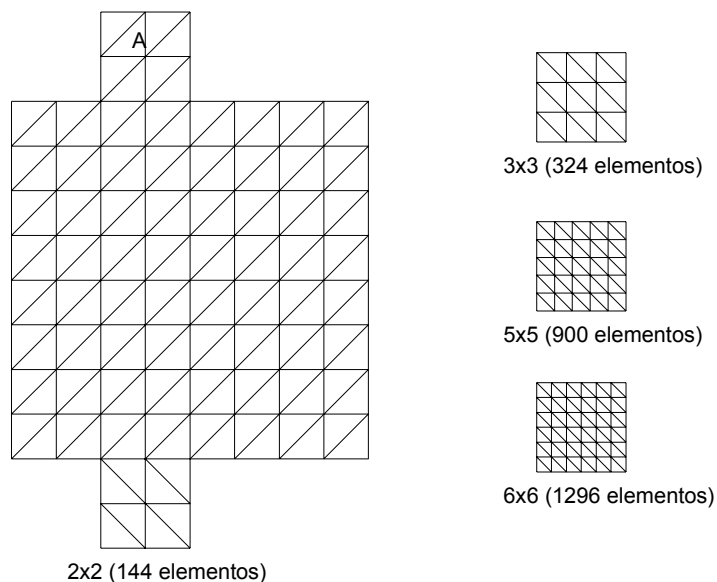 A
3x3 (324 elementos)
5x5 (900 elementos)
6x6 (1296 elementos)
2x2 (144 elementos)